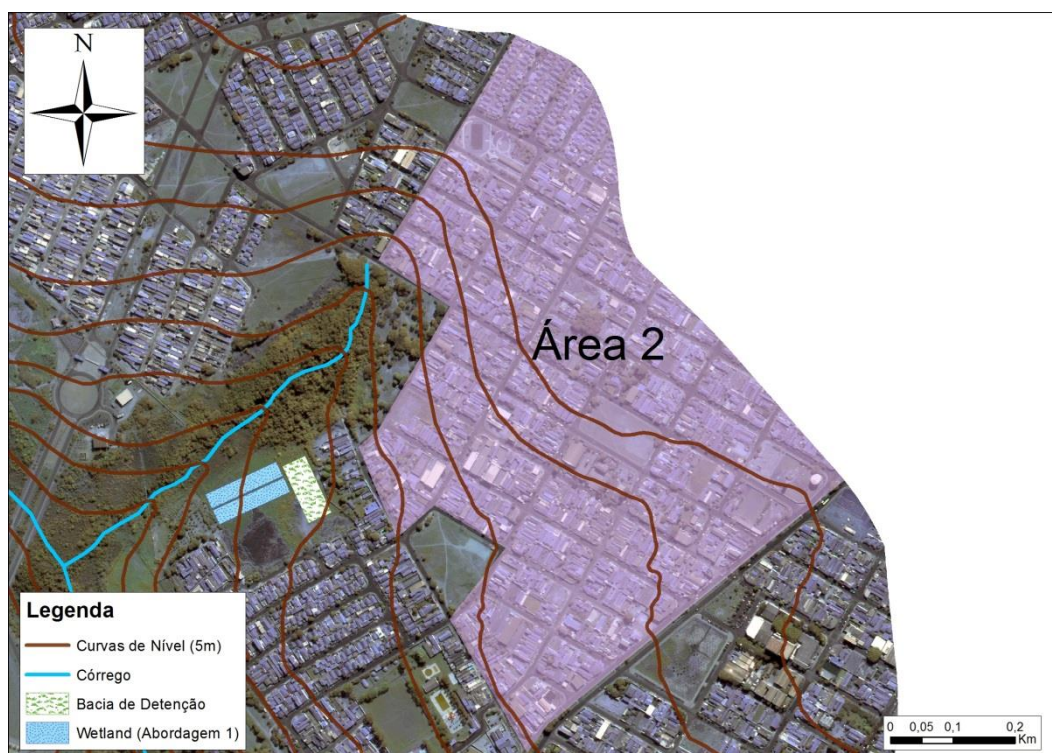 N
Área 2
Legenda
Curvas de Nível (5m)
Córrego
Bacia de Detenção
Wetland (Abordagem 1)
0 0,05 0,1 0,2
Km